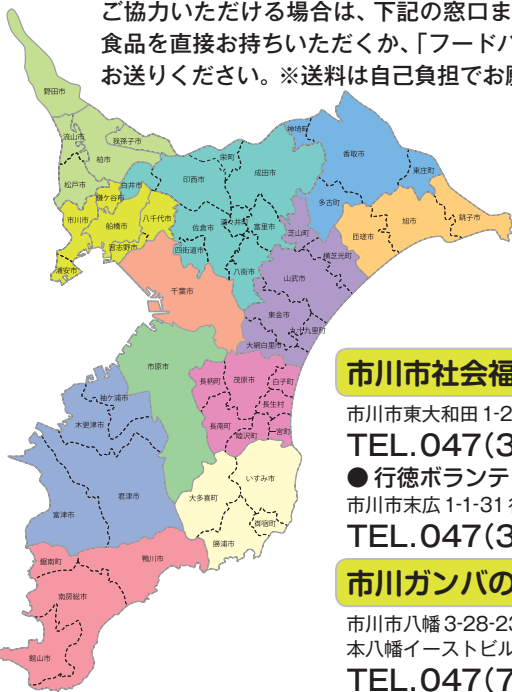 ご協力いただける場合は、下記の窓口ま
食品を直接お持ちいただくか、「フードバ
お送りください。※送料は自己負担でお願
野田市
流山市
我孫子市
柏市
松戸市
鎌ケ谷市
白井市
市川市
船橋市
八千代市
習志野市
浦安市
印西市
栄町
成田市
佐倉市
酒々井町
富里市
四街道市
八街市
神崎町
香取市
東庄町
多古町
銚子市
旭市
匝瑳市
芝山町
横芝光町
山武市
東金市
九十九里町
大網白里市
千葉市
市原市
長柄町
茂原市
白子町
長生村
長南町
睦沢町
一宮町
袖ケ浦市
木更津市
君津市
富津市
いすみ市
大多喜町
御宿町
勝浦市
鋸南町
鴨川市
南房総市
館山市
市川市社会福
市川市東大和田1-2
TEL.047(3
● 行徳ボランテ
市川市末広1-1-31
TEL.047(3
市川ガンバの
市川市八幡3-28-23
本八幡イーストビル
TEL.047(7